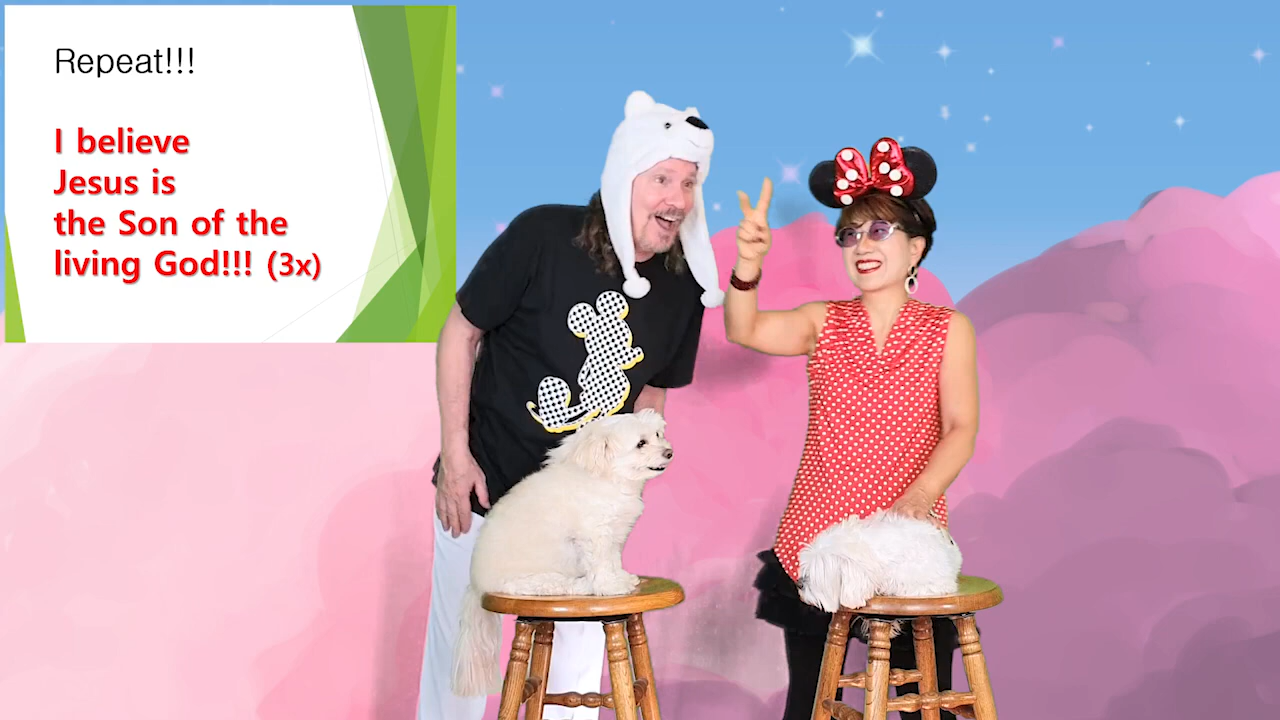 Repeat!!!
I believe
Jesus is
the Son of the
living God!!! (3x)